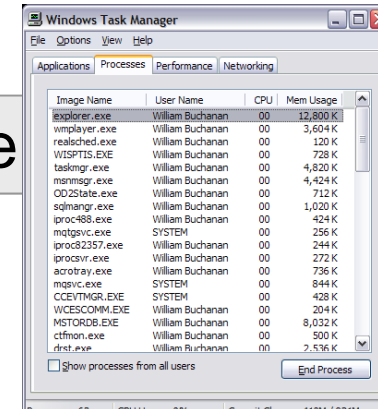 Windows Task Manager
File Options View Help
Applications Processes Performance Networking
Image Name User Name CPU Mem Usage
explorer.exe William Buchanan 00 12,800 K
wmplayer.exe William Buchanan 00 3,604 K
realsched.exe William Buchanan 00 120 K
WISPTIS.EXE William Buchanan 00 728 K
taskmgr.exe William Buchanan 00 4,820 K
msnmsgr.exe William Buchanan 00 4,424 K
OD2State.exe William Buchanan 00 712 K
sqlmangr.exe William Buchanan 00 1,020 K
iproc488.exe William Buchanan 00 424 K
mqtgsvc.exe SYSTEM 00 256 K
iproc82357.exe William Buchanan 00 244 K
iprocsvr.exe William Buchanan 00 272 K
acrotray.exe William Buchanan 00 736 K
mqsvc.exe SYSTEM 00 844 K
CCEVTMGR.EXE SYSTEM 00 428 K
WCESCOMM.EXE William Buchanan 00 204 K
MSTORDB.EXE William Buchanan 00 8,032 K
ctfmon.exe William Buchanan 00 500 K
drst.exe William Buchanan 00 2,536 K
Show processes from all users End Process
e